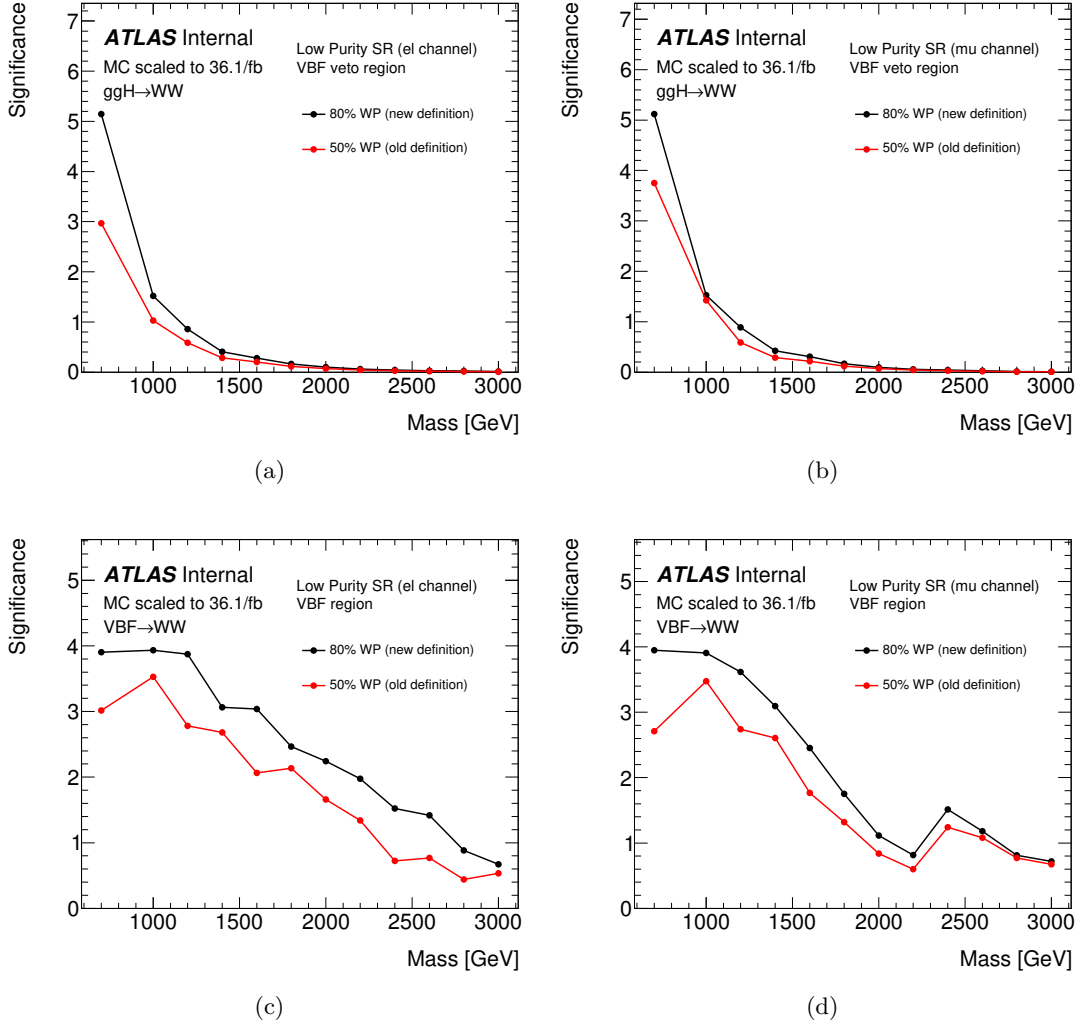 Significance
7
6
5
4
3
2
1
0
ATLAS Internal
MC scaled to 36.1/fb
ggH→WW
Low Purity SR (el channel)
VBF veto region
80% WP (new definition)
50% WP (old definition)
1000 1500 2000 2500 3000
Mass [GeV]
(a)
Significance
7
6
5
4
3
2
1
0
ATLAS Internal
MC scaled to 36.1/fb
ggH→WW
Low Purity SR (mu channel)
VBF veto region
80% WP (new definition)
50% WP (old definition)
1000 1500 2000 2500 3000
Mass [GeV]
(b)
Significance
5
4
3
2
1
0
ATLAS Internal
MC scaled to 36.1/fb
VBF→WW
Low Purity SR (el channel)
VBF region
80% WP (new definition)
50% WP (old definition)
1000 1500 2000 2500 3000
Mass [GeV]
(c)
Significance
5
4
3
2
1
0
ATLAS Internal
MC scaled to 36.1/fb
VBF→WW
Low Purity SR (mu channel)
VBF region
80% WP (new definition)
50% WP (old definition)
1000 1500 2000 2500 3000
Mass [GeV]
(d)